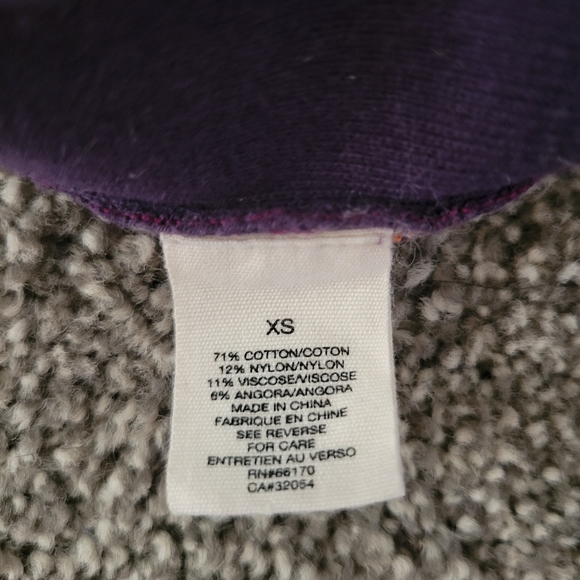 XS
71% COTTON/COTON
12% NYLON/NYLON
11% VISCOSE/VISCOSE
6% ANGORA/ANGORA
MADE IN CHINA
FABRIQUE EN CHINE
SEE REVERSE
FOR CARE
ENTRETIEN AU VERSO
RN#66170
CA#32054